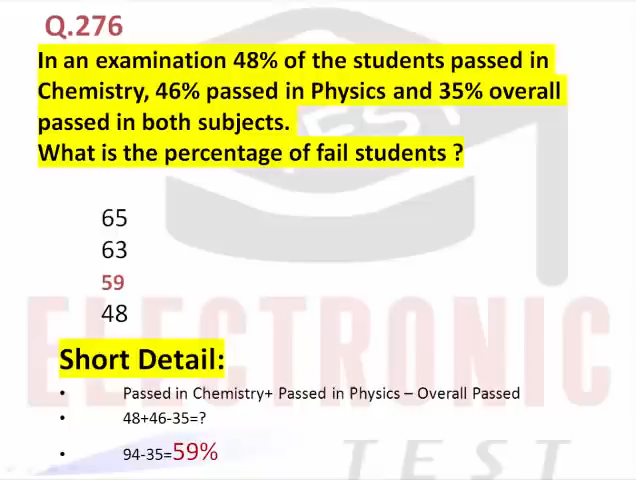 Q.276
In an examination 48% of the students passed in
Chemistry, 46% passed in Physics and 35% overall
passed in both subjects.
What is the percentage of fail students ?
65
63
59
48
ELECTRONIC
Short Detail:
• Passed in Chemistry+ Passed in Physics – Overall Passed
• 48+46-35=?
• 94-35=59%
TEST